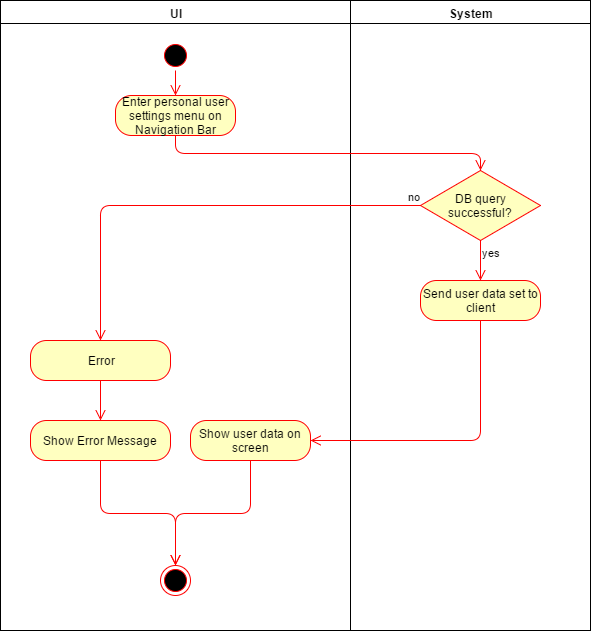 UI
System
Enter personal user
settings menu on
Navigation Bar
DB query
successful?
no
yes
Send user data set to
client
Error
Show Error Message
Show user data on
screen